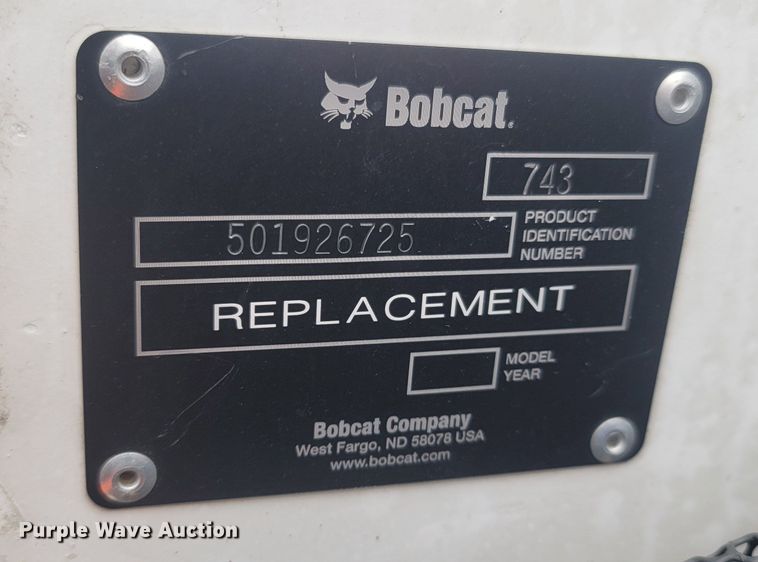 Bobcat®
743
501926725
PRODUCT
IDENTIFICATION
NUMBER
REPLACEMENT
MODEL
YEAR
Bobcat Company
West Fargo, ND 58078 USA
www.bobcat.com
Purple Wave Auction